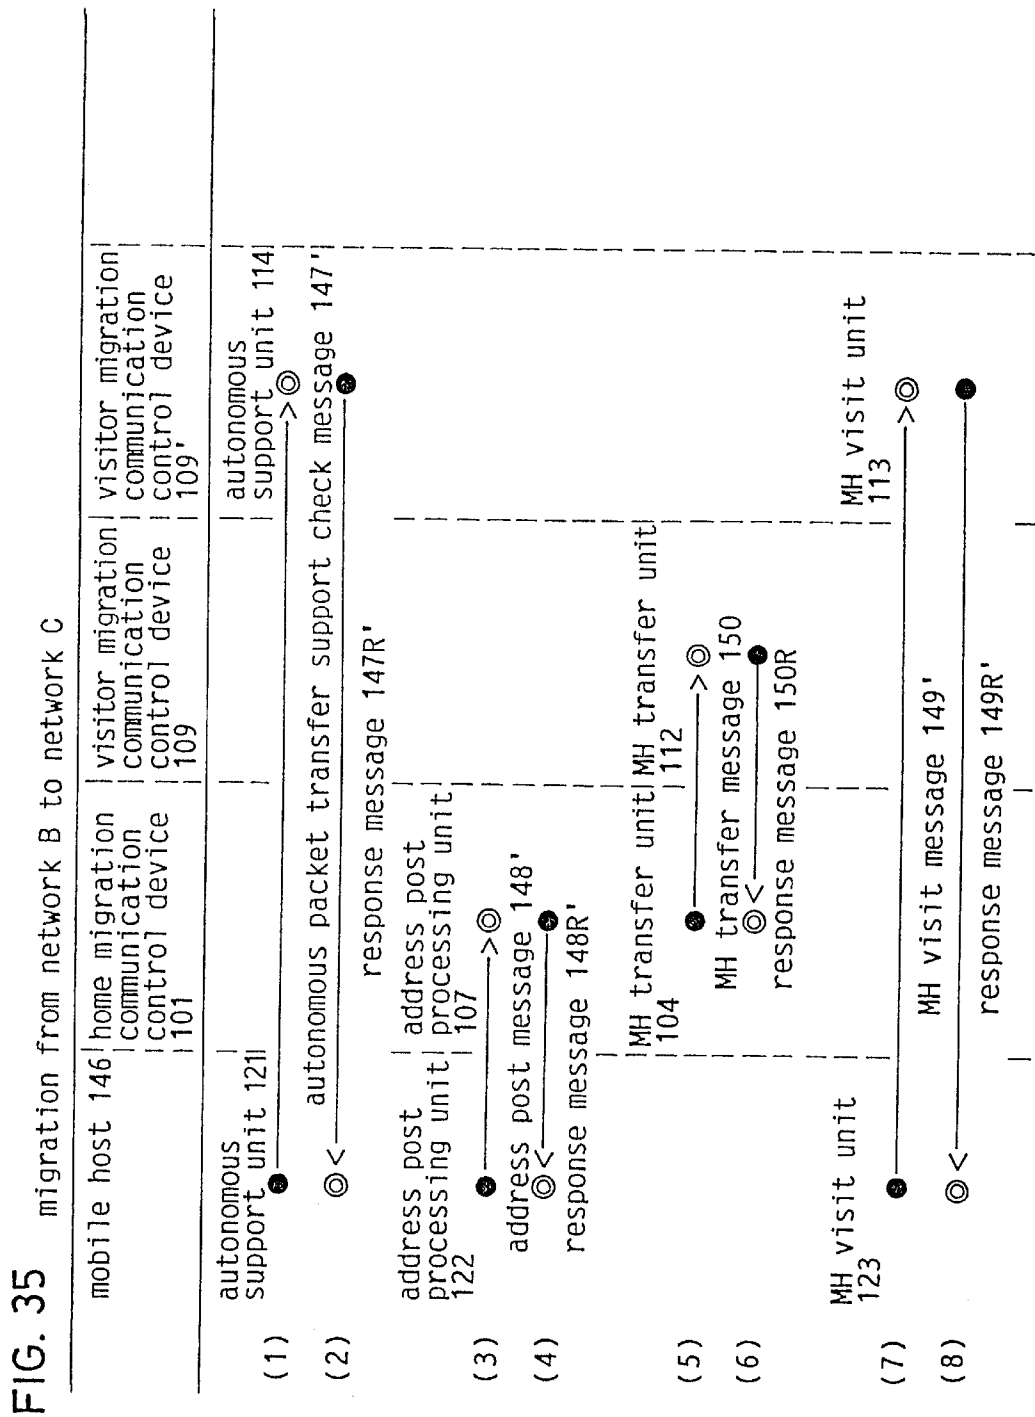 FIG. 35
migration from network B to network C
mobile host 146
home migration
communication
control device
101
visitor migration
communication
control device
109
visitor migration
communication
control device
109'
autonomous
support unit 121
autonomous
support unit 114
(1)
autonomous packet transfer support check message 147'
(2)
response message 147R'
address post
processing unit
122
address post
processing unit
107
(3)
address post message 148'
(4)
response message 148R'
MH transfer unit
104
MH transfer unit
112
(5)
MH transfer message 150
(6)
response message 150R
MH visit unit
123
MH visit unit
113
(7)
MH visit message 149'
(8)
response message 149R'